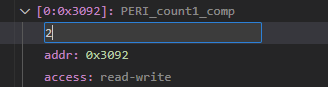 [0:0x3092]: PERI_count1_comp
2
addr: 0x3092
access: read-write